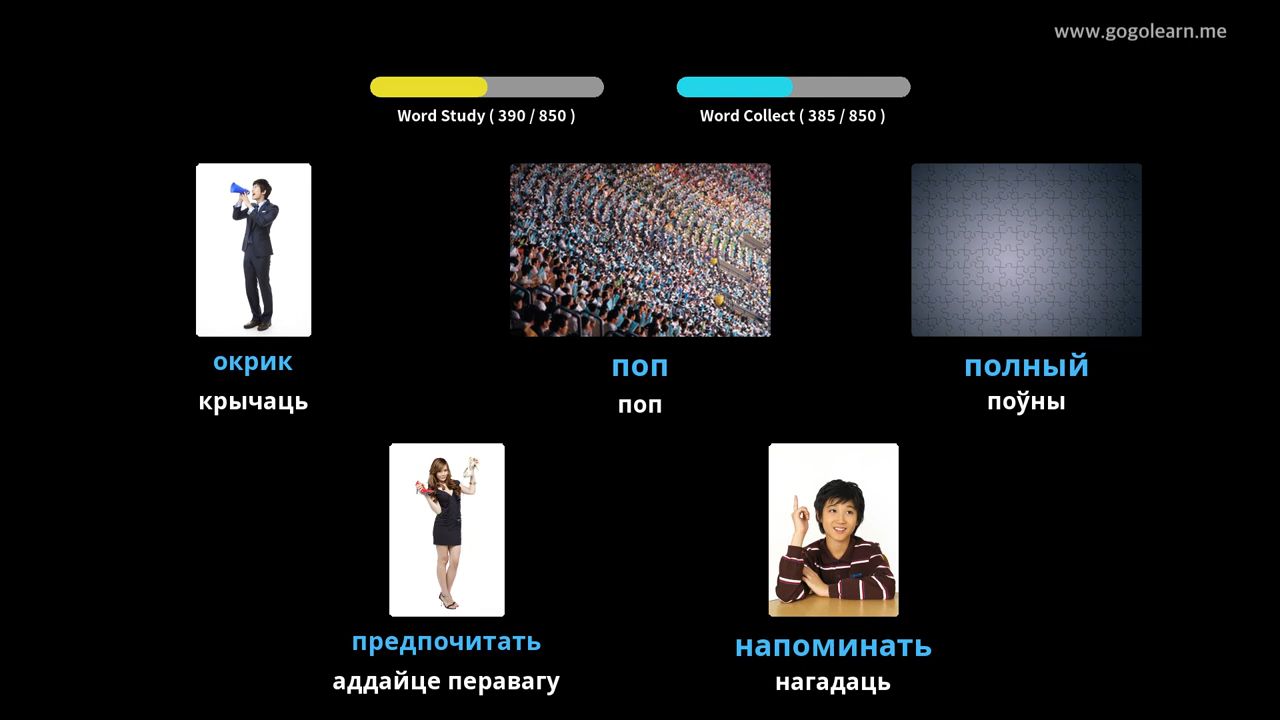 www.gogolearn.me
Word Study ( 390 / 850 )
Word Collect ( 385 / 850 )
окрик
крычаць
поп
поп
полный
поўны
предпочитать
аддайце перавагу
напоминать
нагадаць